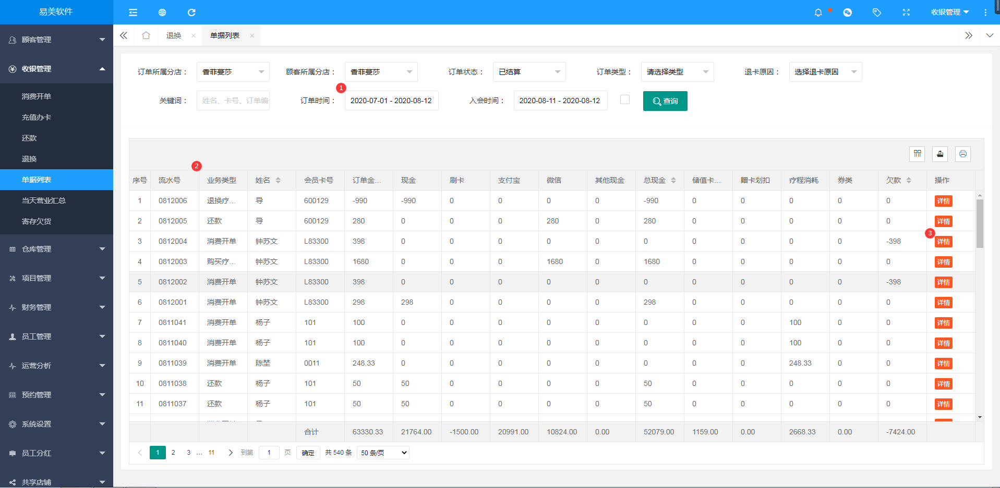 易美软件
收银管理
退换 ×
单据列表 ×
顾客管理
收银管理
消费开单
充值办卡
还款
退换
单据列表
当天营业汇总
寄存欠货
仓库管理
项目管理
财务管理
员工管理
运营分析
预约管理
系统设置
员工分红
共享店铺
订单所属分店： 香菲蔓莎 顾客所属分店： 香菲蔓莎 订单状态： 已结算 订单类型： 请选择类型 退卡原因： 选择退卡原因
1
关键词： 姓名、卡号、订单编 订单时间： 2020-07-01 - 2020-08-12 入会时间： 2020-08-11 - 2020-08-12 查询
2
序号 流水号 业务类型 姓名 会员卡号 订单金... 现金 刷卡 支付宝 微信 其他现金 总现金 储值卡... 赠卡划扣 疗程消耗 券类 欠款 操作
1 0812006 退换疗... 导 600129 -990 -990 0 0 0 0 -990 0 0 0 0 0 详情
2 0812005 还款 导 600129 280 0 0 0 280 0 280 0 0 0 0 0 详情
3
3 0812004 消费开单 钟苏文 L83300 398 0 0 0 0 0 0 0 0 0 0 -398 详情
4 0812003 购买疗... 钟苏文 L83300 1680 0 0 0 1680 0 1680 0 0 0 0 0 详情
5 0812002 消费开单 钟苏文 L83300 398 0 0 0 0 0 0 0 0 0 0 -398 详情
6 0812001 消费开单 钟苏文 L83300 298 298 0 0 0 0 298 0 0 0 0 0 详情
7 0811041 消费开单 杨子 101 100 0 0 0 0 0 0 0 0 100 0 0 详情
8 0811040 消费开单 杨子 101 100 0 0 0 0 0 0 0 0 100 0 0 详情
9 0811039 消费开单 陈埜 0011 248.33 0 0 0 0 0 0 0 0 248.33 0 0 详情
10 0811038 还款 杨子 101 50 50 0 0 0 0 50 0 0 0 0 0 详情
11 0811037 还款 杨子 101 50 50 0 0 0 0 50 0 0 0 0 0 详情
合计 63330.33 21764.00 -1500.00 20991.00 10824.00 0.00 52079.00 1159.00 0.00 2668.33 0.00 -7424.00
1 2 3 ... 11 到第 1 页 确定 共 540 条 50 条/页